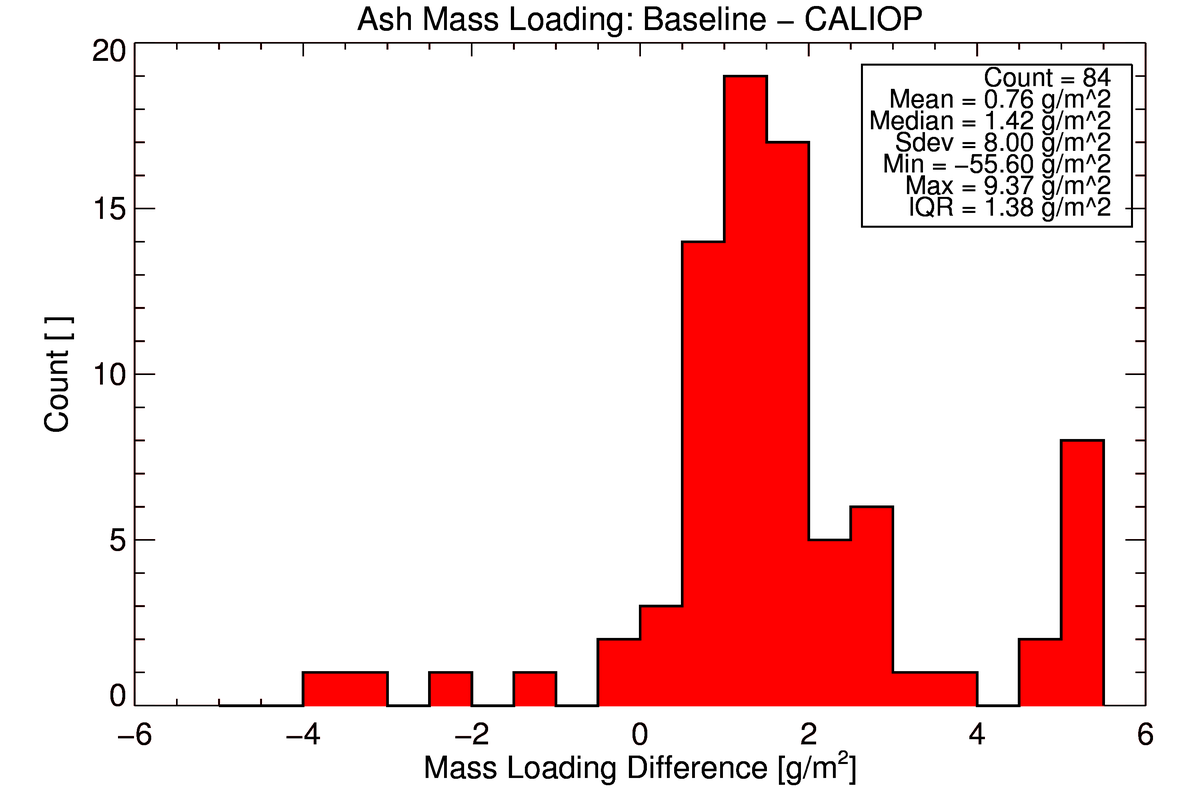 Ash Mass Loading: Baseline − CALIOP
Count = 84
Mean = 0.76 g/m^2
Median = 1.42 g/m^2
Sdev = 8.00 g/m^2
Min = −55.60 g/m^2
Max = 9.37 g/m^2
IQR = 1.38 g/m^2
20
15
10
5
0
Count [ ]
−6 −4 −2 0 2 4 6
Mass Loading Difference [g/m²]